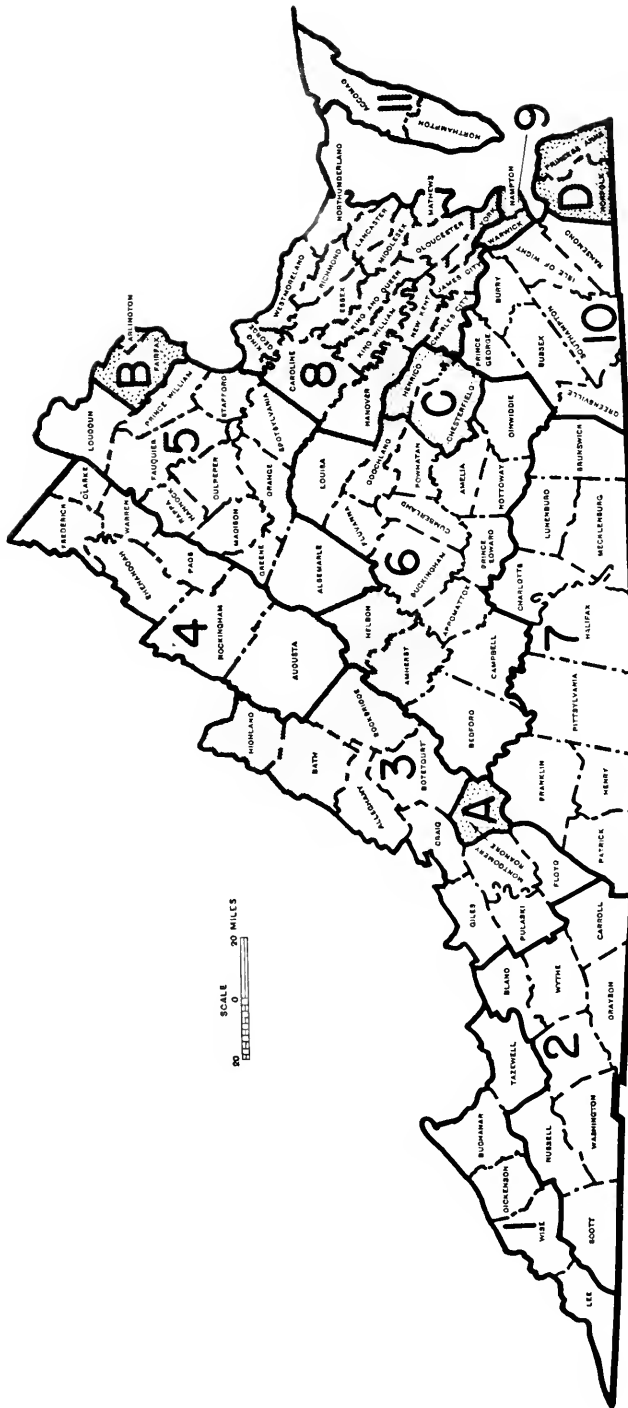 SCALE
20 0 20 MILES
1
LEE
WISE
DICKENSON
BUCHANAN
SCOTT
RUSSELL
WASHINGTON
TAZEWELL
2
BLAND
WYTHE
GRAYSON
CARROLL
GILES
PULASKI
MONTGOMERY
ROANORE
FLOYD
A
3
CRAIG
ALLEGHANY
BOTETOURT
BATH
HIGHLAND
ROCKBRIDGE
4
AUGUSTA
ROCKINGHAM
PAGE
SHENANDOAH
WARREN
FREDERICK
CLARKE
5
LOUDOUN
FAUQUIER
PRINCE WILLIAM
RAPPA
HANNOCK
CULPEPER
STAFFORD
MADISON
ORANGE
SPOTSYLVANIA
GREENE
B
ARLINGTON
FAIRFAX
6
ALBEMARLE
LOUISA
FLUVANNA
GOOCHLAND
NELSON
AMHERST
BUCKINGHAM
CUMBERLAND
POWHATAN
AMELIA
APPOMATTOX
PRINCE
EDWARD
NOTTOWAY
DINWIDDIE
CAMPBELL
BEDFORD
7
FRANKLIN
PATRICK
HENRY
PITTSYLVANIA
HALIFAX
CHARLOTTE
LUNENBURG
MECKLENBURG
BRUNSWICK
C
HENRICO
CHESTERFIELD
8
HANOVER
CAROLINE
KING
GEORGE
WESTMORELAND
RICHMOND
NORTHUMBERLAND
LANCASTER
ESSEX
MIDDLESEX
KING AND QUEEN
KING WILLIAM
NEW KENT
CHARLES CITY
JAMES CITY
GLOUCESTER
MATHEWS
YORK
9
WARWICK
HAMPTON
10
PRINCE
GEORGE
SURRY
SUSSEX
SOUTHAMPTON
GREENSVILLE
ISLE OF WIGHT
NANSEMOND
D
PRINCESS ANNE
NORFOLK
11
ACCOMAC
NORTHAMPTON